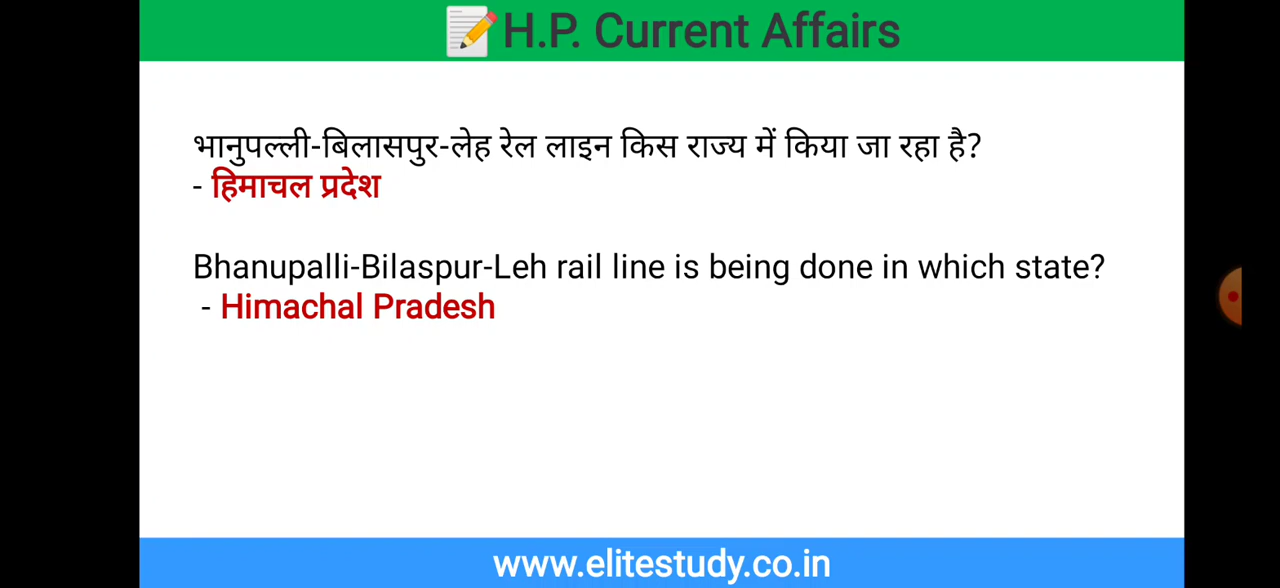 H.P. Current Affairs
भानुपल्ली-बिलासपुर-लेह रेल लाइन किस राज्य में किया जा रहा है?
- हिमाचल प्रदेश
Bhanupalli-Bilaspur-Leh rail line is being done in which state?
- Himachal Pradesh
www.elitestudy.co.in